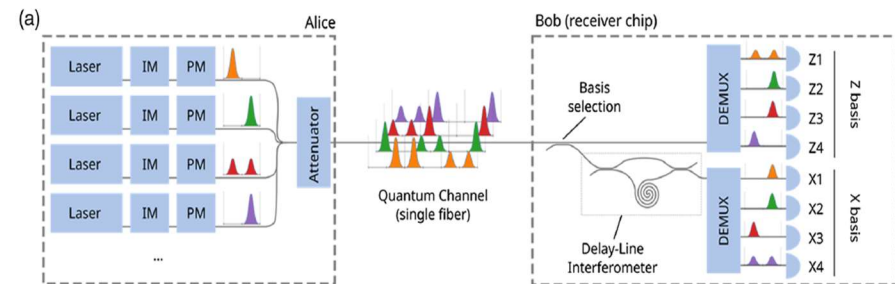 (a)
Alice
Laser IM PM
Laser IM PM
Laser IM PM
Laser IM PM
...
Attenuator
Quantum Channel
(single fiber)
Bob (receiver chip)
Basis
selection
Delay-Line
Interferometer
DEMUX
Z1
Z2
Z3
Z4
Z basis
DEMUX
X1
X2
X3
X4
X basis